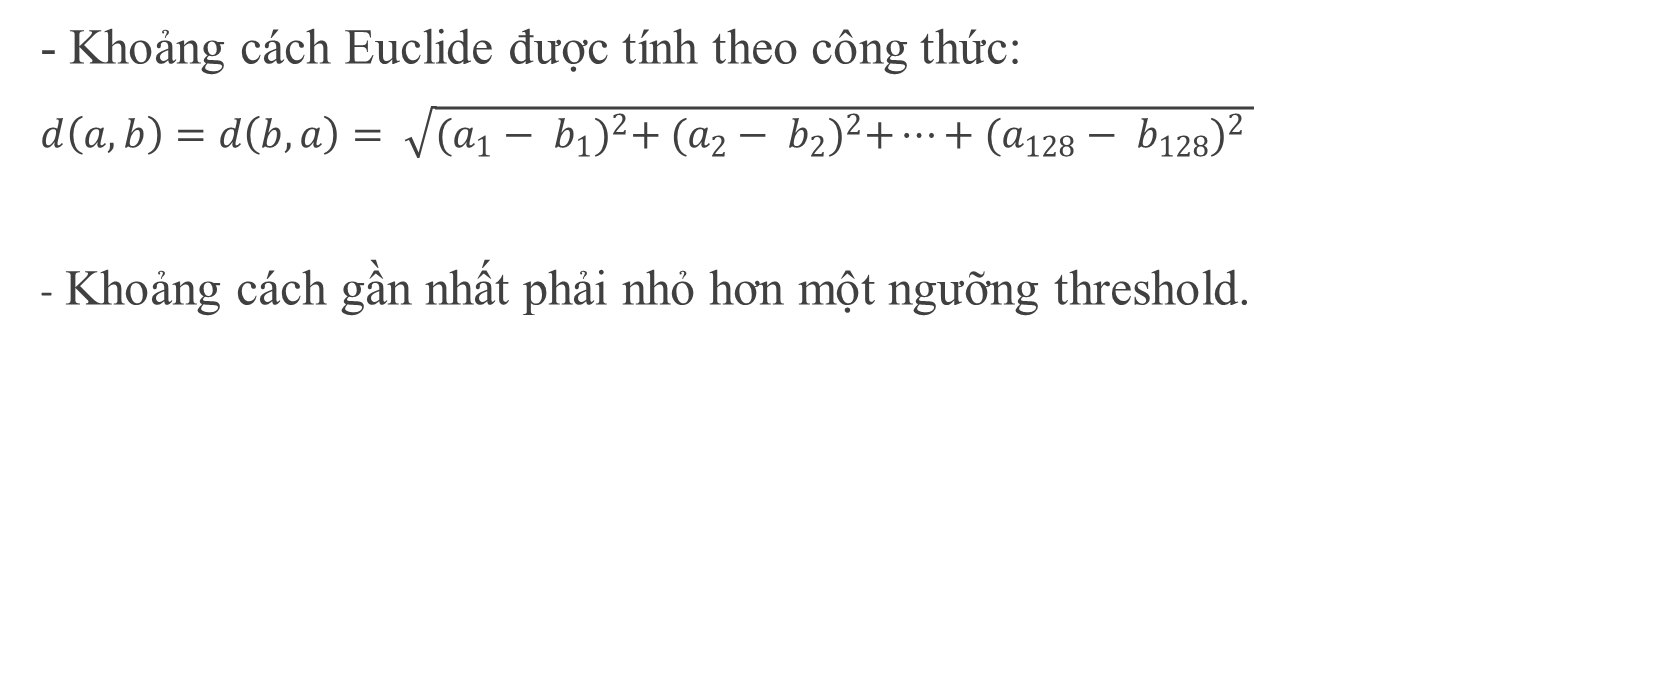 - Khoảng cách Euclide được tính theo công thức:
d(a, b) = d(b, a) = √(a₁ − b₁)²+ (a₂ − b₂)²+ ⋯ + (a₁₂₈ − b₁₂₈)²
- Khoảng cách gần nhất phải nhỏ hơn một ngưỡng threshold.